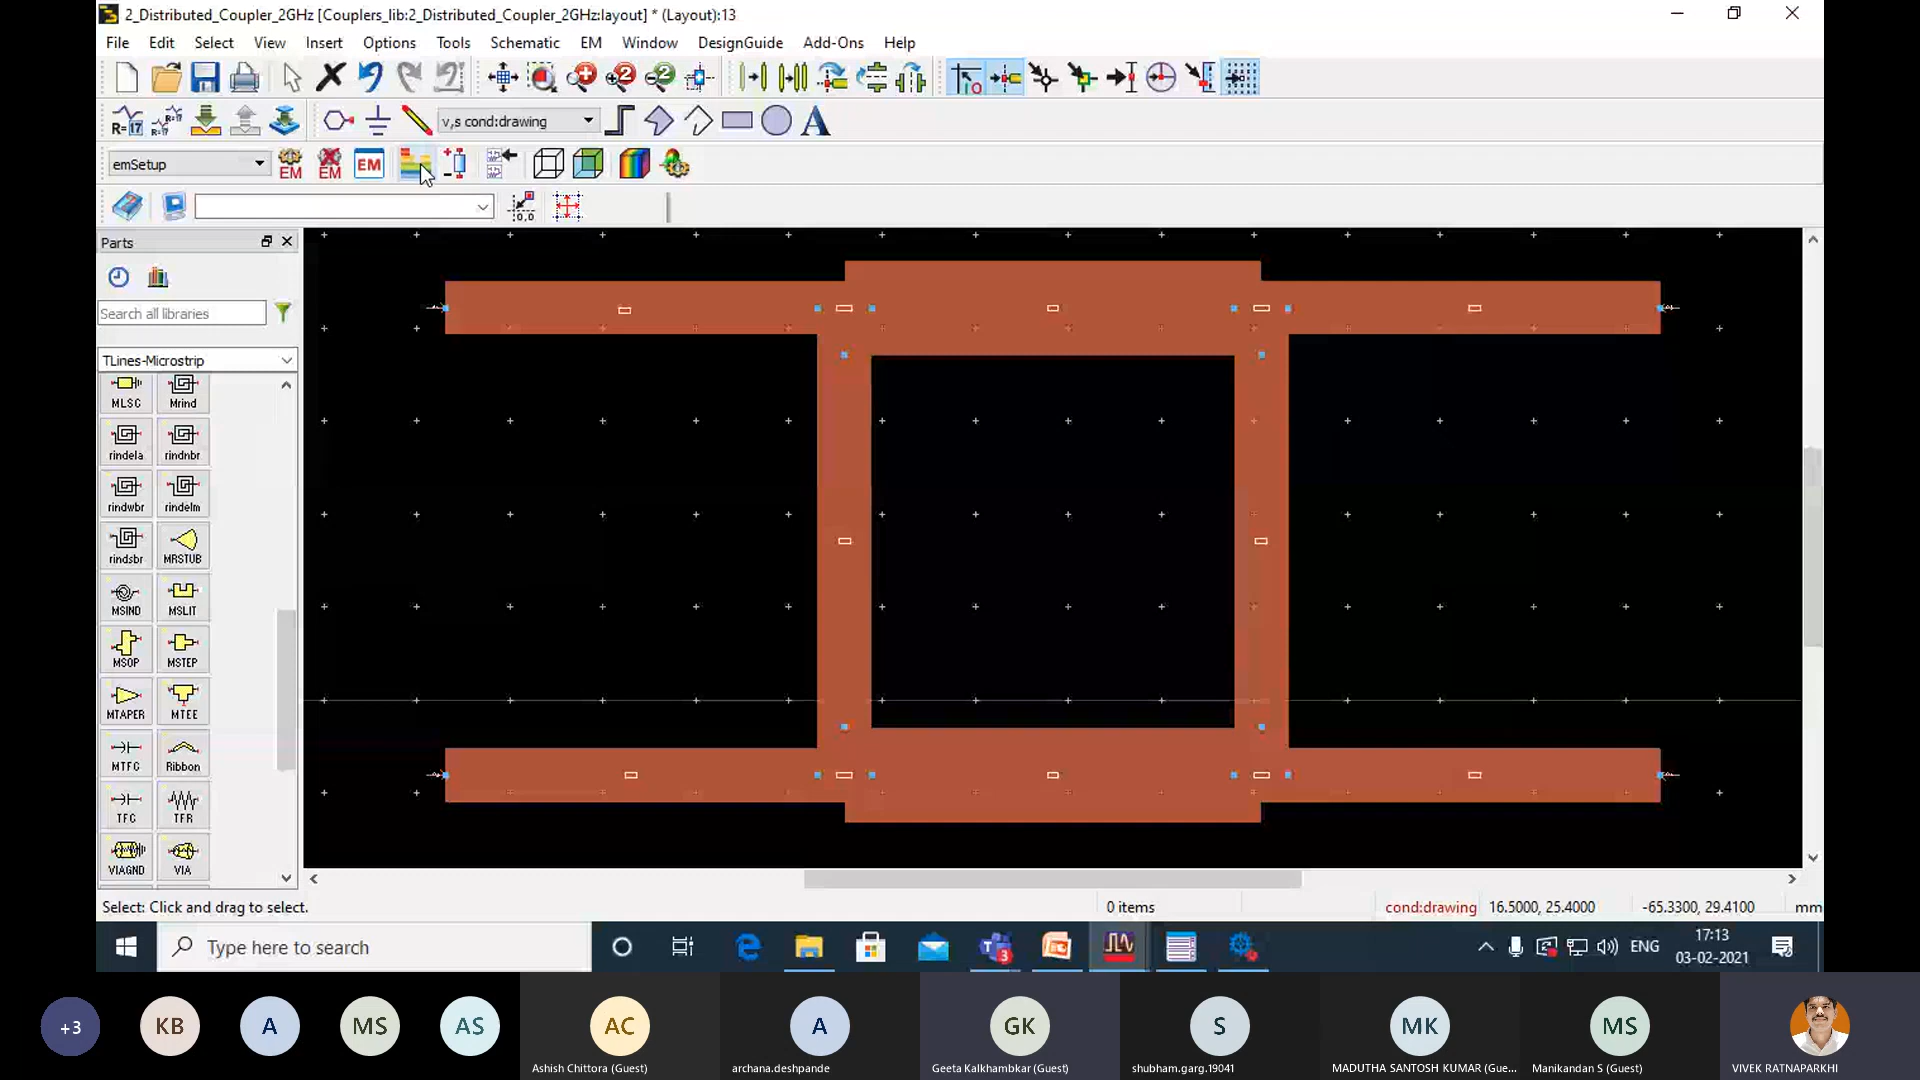 2_Distributed_Coupler_2GHz [Couplers_lib:2_Distributed_Coupler_2GHz:layout] * (Layout):13
File Edit Select View Insert Options Tools Schematic EM Window DesignGuide Add-Ons Help
v,s cond:drawing
emSetup EM EM EM
0,0
Parts
Search all libraries
TLines-Microstrip
MLSC Mrind
rindela rindnbr
rindwbr rindelm
rindsbr MRSTUB
MSIND MSLIT
MSOP MSTEP
MTAPER MTEE
MTFC Ribbon
TFC TFR
VIAGND VIA
Select: Click and drag to select. 0 items cond:drawing 16.5000, 25.4000 -65.3300, 29.4100 mm
Type here to search ENG 17:13
03-02-2021
+3 KB A MS AS AC A GK S MK MS
Ashish Chittora (Guest) archana.deshpande Geeta Kalkhambkar (Guest) shubham.garg.19041 MADUTHA SANTOSH KUMAR (Gue... Manikandan S (Guest) VIVEK RATNAPARKHI